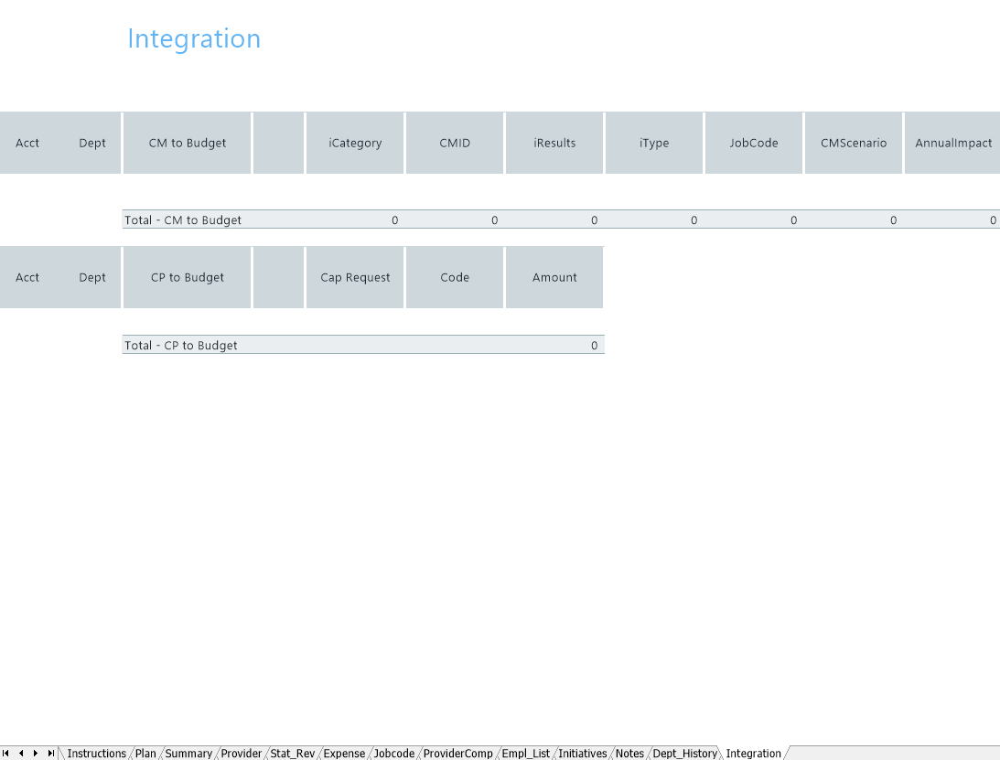 Integration
Acct Dept CM to Budget iCategory CMID iResults iType JobCode CMScenario AnnualImpact
Total - CM to Budget 0 0 0 0 0 0 0
Acct Dept CP to Budget Cap Request Code Amount
Total - CP to Budget 0
Instructions Plan Summary Provider Stat_Rev Expense Jobcode ProviderComp Empl_List Initiatives Notes Dept_History Integration